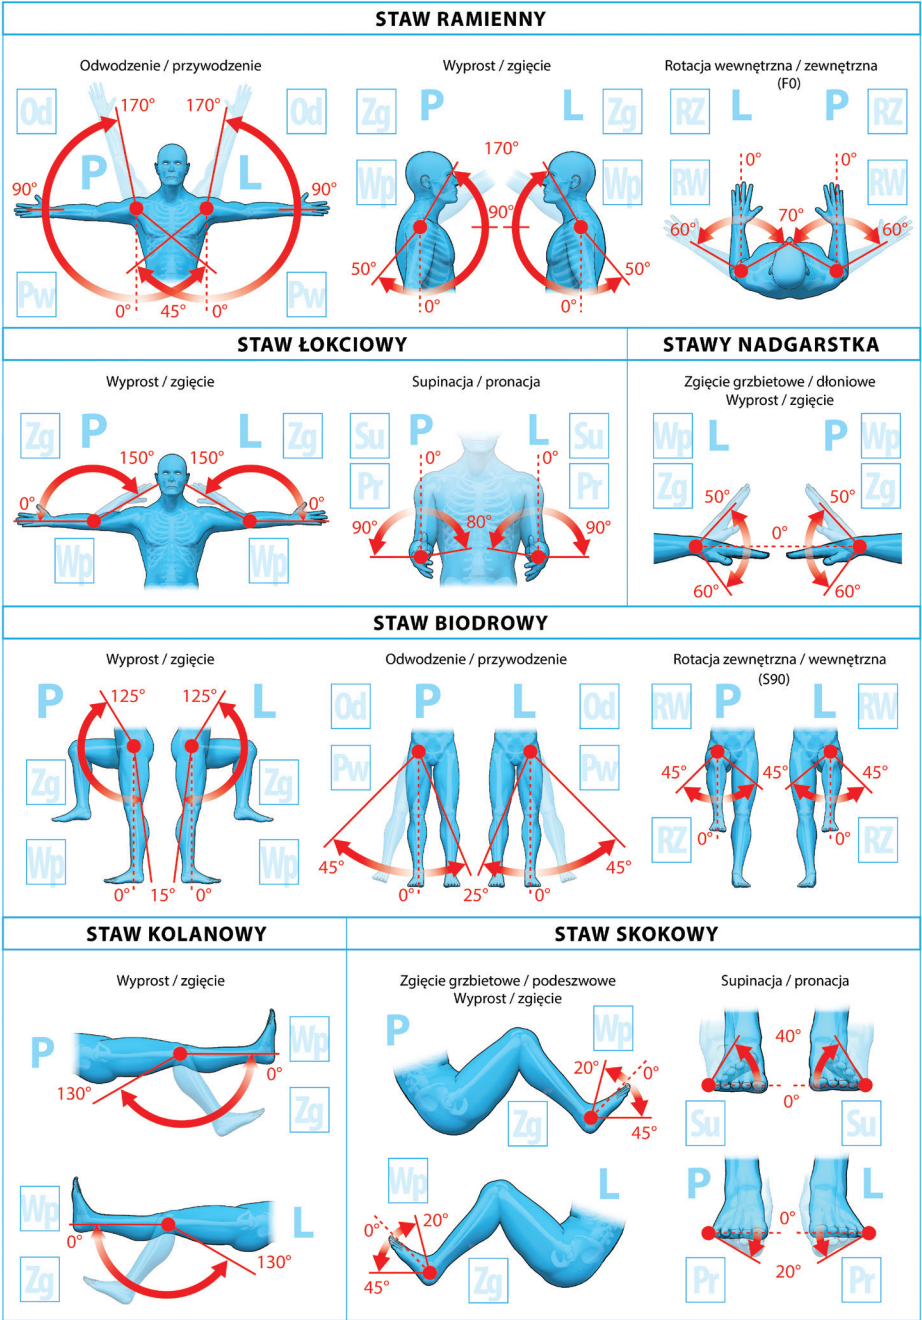 STAW RAMIENNY
Odwodzenie / przywodzenie
Od
170°
170°
Od
P
L
90°
90°
Pw
0°
45°
0°
Pw
Wyprost / zgięcie
Zg
P
L
Zg
Wp
170°
Wp
90°
50°
50°
0°
0°
Rotacja wewnętrzna / zewnętrzna
(F0)
RZ
L
P
RZ
0°
0°
RW
RW
60°
70°
60°
STAW ŁOKCIOWY
Wyprost / zgięcie
Zg
P
L
Zg
150°
150°
0°
0°
Wp
Wp
Supinacja / pronacja
Su
P
L
Su
0°
0°
Pr
Pr
90°
80°
90°
STAWY NADGARSTKA
Zgięcie grzbietowe / dłoniowe
Wyprost / zgięcie
Wp
L
P
Wp
Zg
Zg
50°
50°
0°
60°
60°
STAW BIODROWY
Wyprost / zgięcie
P
125°
125°
L
Zg
Zg
Wp
Wp
0°
15°
0°
Odwodzenie / przywodzenie
Od
P
L
Od
Pw
Pw
45°
45°
0°
25°
0°
Rotacja zewnętrzna / wewnętrzna
(S90)
RW
P
L
RW
45°
45°
45°
RZ
0°
0°
RZ
STAW KOLANOWY
Wyprost / zgięcie
P
Wp
0°
130°
Zg
Wp
L
0°
130°
Zg
STAW SKOKOWY
Zgięcie grzbietowe / podeszwowe
Wyprost / zgięcie
P
Wp
20°
0°
Zg
45°
Wp
L
0°
20°
45°
Zg
Supinacja / pronacja
40°
0°
Su
Su
P
L
0°
20°
Pr
Pr